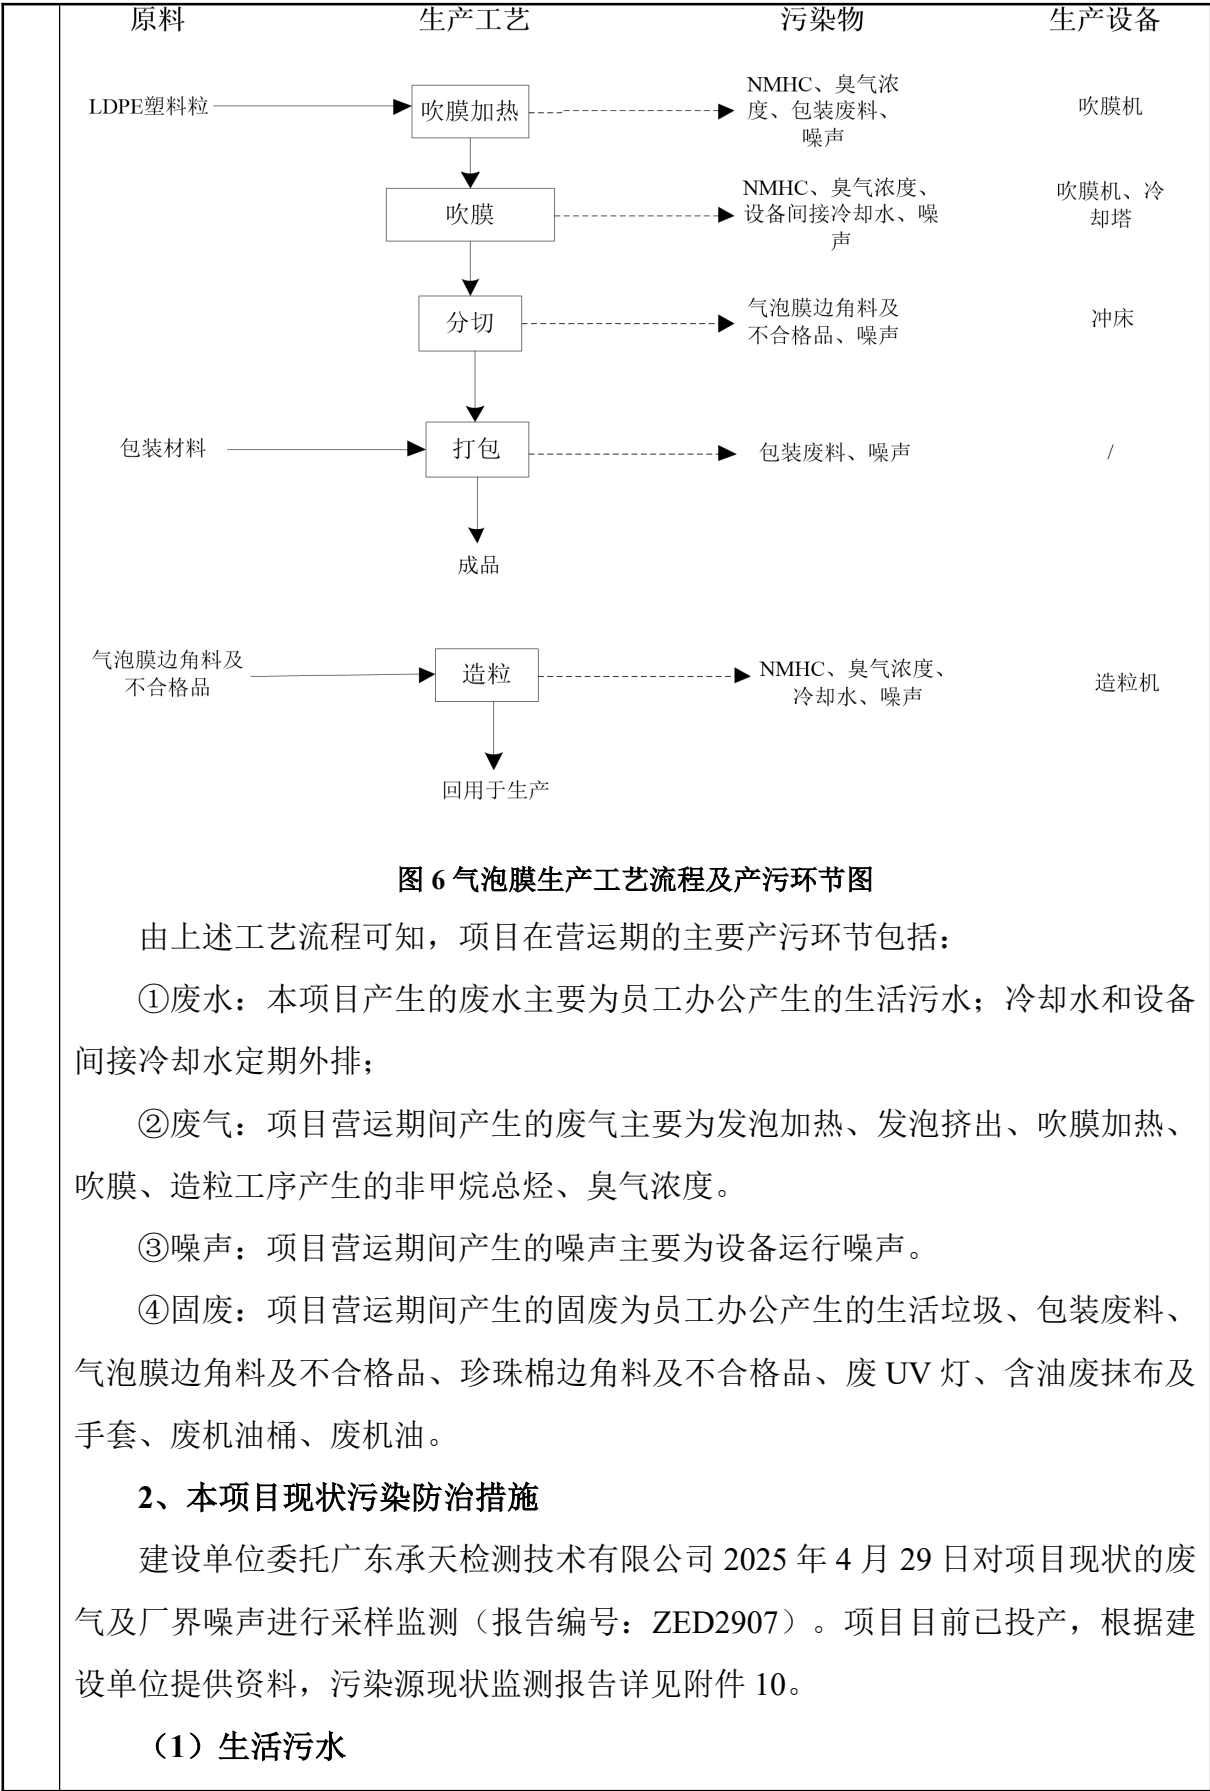 原料 生产工艺 污染物 生产设备
LDPE塑料粒 吹膜加热 NMHC、臭气浓
度、包装废料、
噪声
吹膜机
吹膜 NMHC、臭气浓度、
设备间接冷却水、噪
声
吹膜机、冷
却塔
分切 气泡膜边角料及
不合格品、噪声
冲床
包装材料 打包 包装废料、噪声 /
成品
气泡膜边角料及
不合格品
造粒 NMHC、臭气浓度、
冷却水、噪声
造粒机
回用于生产
图 6 气泡膜生产工艺流程及产污环节图
由上述工艺流程可知，项目在营运期的主要产污环节包括：
①废水：本项目产生的废水主要为员工办公产生的生活污水；冷却水和设备
间接冷却水定期外排；
②废气：项目营运期间产生的废气主要为发泡加热、发泡挤出、吹膜加热、
吹膜、造粒工序产生的非甲烷总烃、臭气浓度。
③噪声：项目营运期间产生的噪声主要为设备运行噪声。
④固废：项目营运期间产生的固废为员工办公产生的生活垃圾、包装废料、
气泡膜边角料及不合格品、珍珠棉边角料及不合格品、废 UV 灯、含油废抹布及
手套、废机油桶、废机油。
2、本项目现状污染防治措施
建设单位委托广东承天检测技术有限公司 2025 年 4 月 29 日对项目现状的废
气及厂界噪声进行采样监测（报告编号：ZED2907）。项目目前已投产，根据建
设单位提供资料，污染源现状监测报告详见附件 10。
（1）生活污水